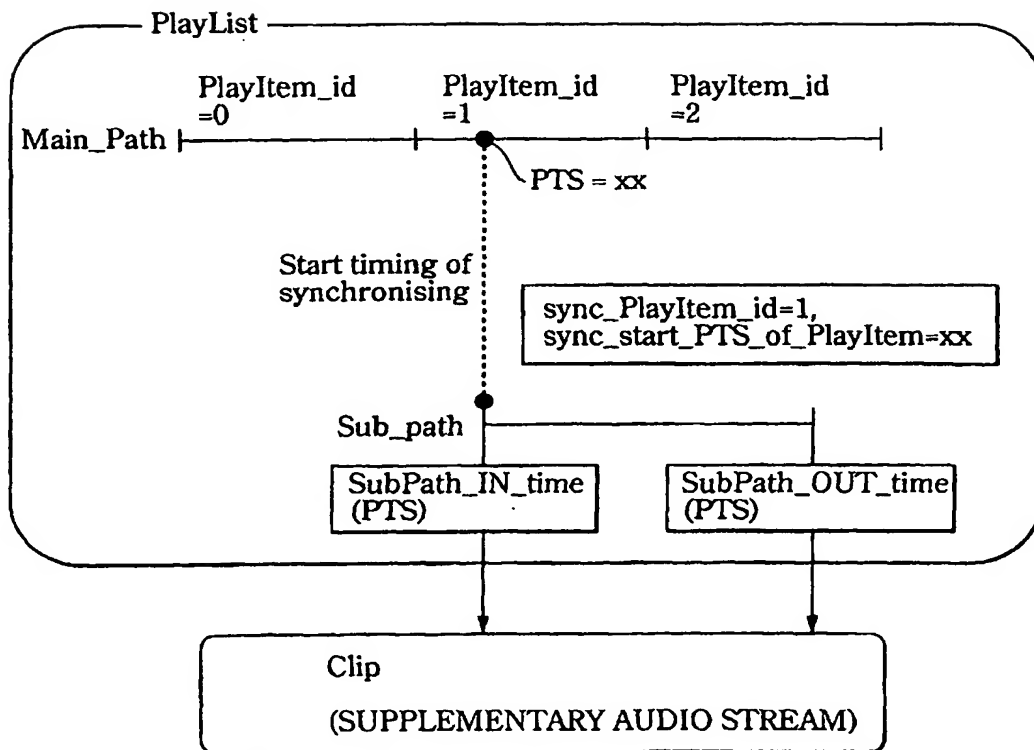 PlayList
PlayItem_id
=0
PlayItem_id
=1
PlayItem_id
=2
Main_Path
PTS = xx
Start timing of
synchronising
sync_PlayItem_id=1,
sync_start_PTS_of_PlayItem=xx
Sub_path
SubPath_IN_time
(PTS)
SubPath_OUT_time
(PTS)
Clip
(SUPPLEMENTARY AUDIO STREAM)